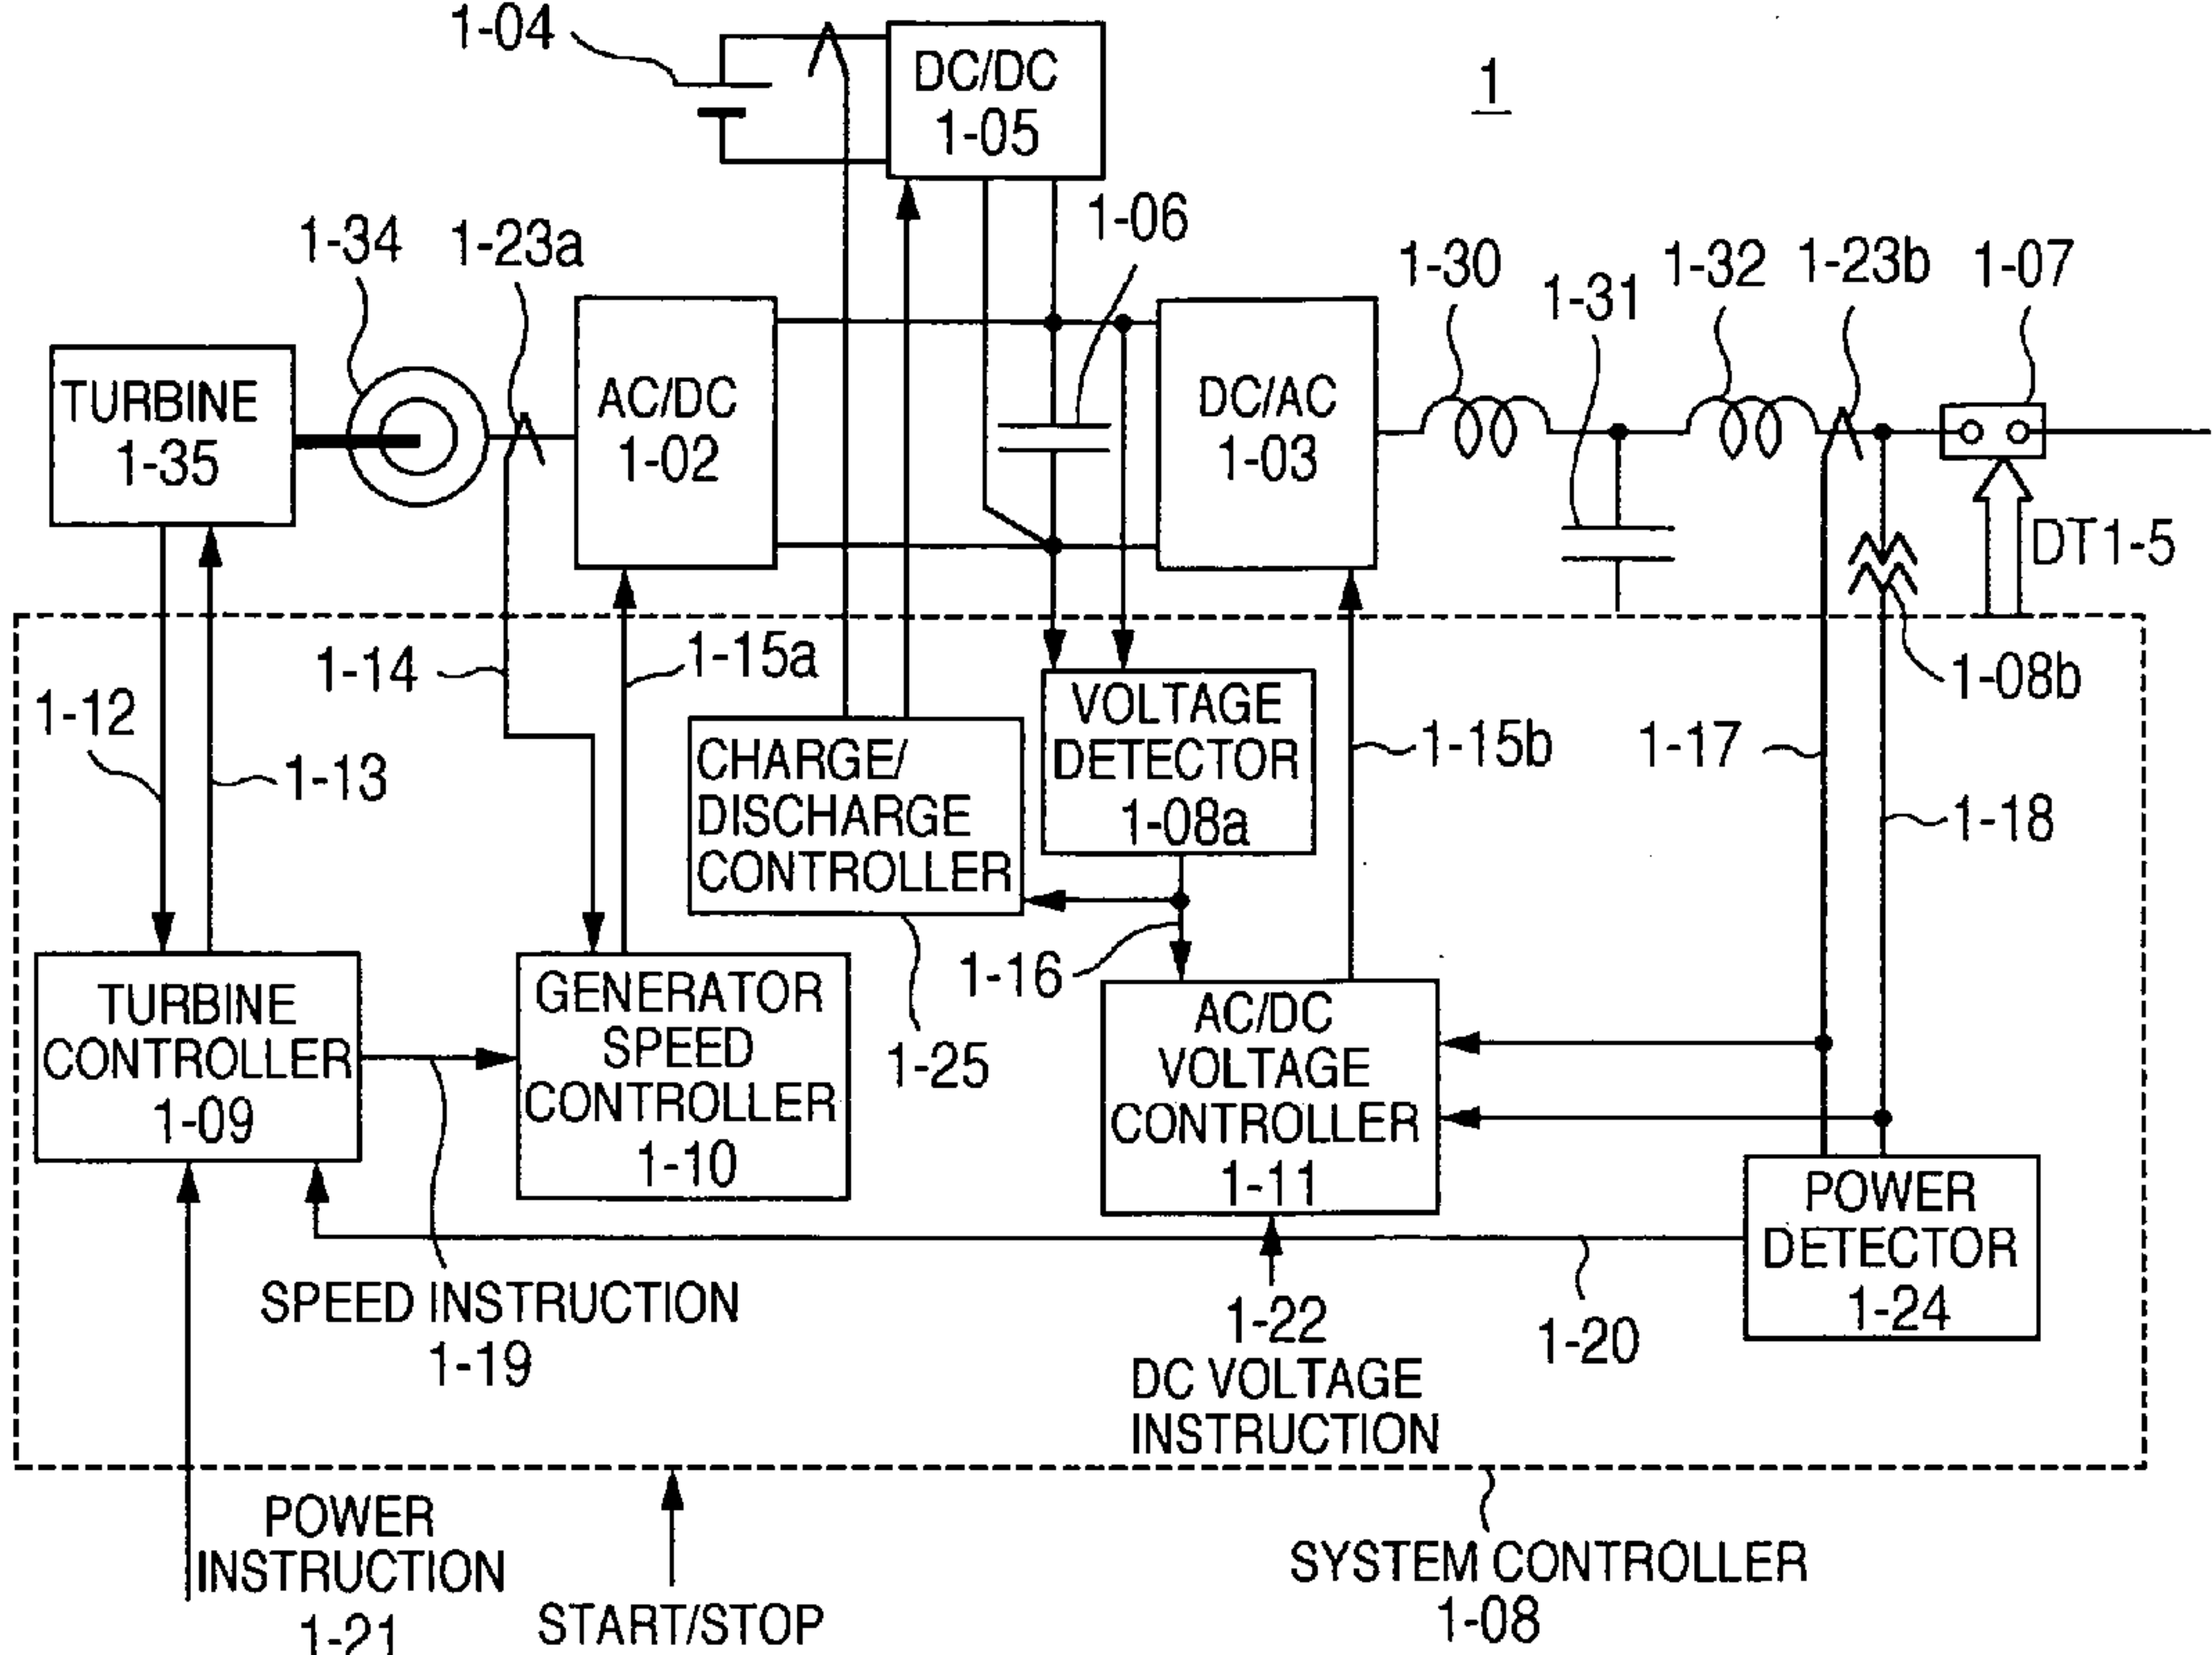 1-04
DC/DC
1-05
1
1-06
1-34
1-23a
1-30
1-31
1-32
1-23b
1-07
TURBINE
1-35
AC/DC
1-02
DC/AC
1-03
DT1-5
1-12
1-13
1-14
1-15a
CHARGE/
DISCHARGE
CONTROLLER
VOLTAGE
DETECTOR
1-08a
1-15b
1-17
1-08b
1-18
TURBINE
CONTROLLER
1-09
GENERATOR
SPEED
CONTROLLER
1-10
1-25
1-16
AC/DC
VOLTAGE
CONTROLLER
1-11
POWER
DETECTOR
1-24
SPEED INSTRUCTION
1-19
1-22
DC VOLTAGE
INSTRUCTION
1-20
POWER
INSTRUCTION
1-21
START/STOP
SYSTEM CONTROLLER
1-08